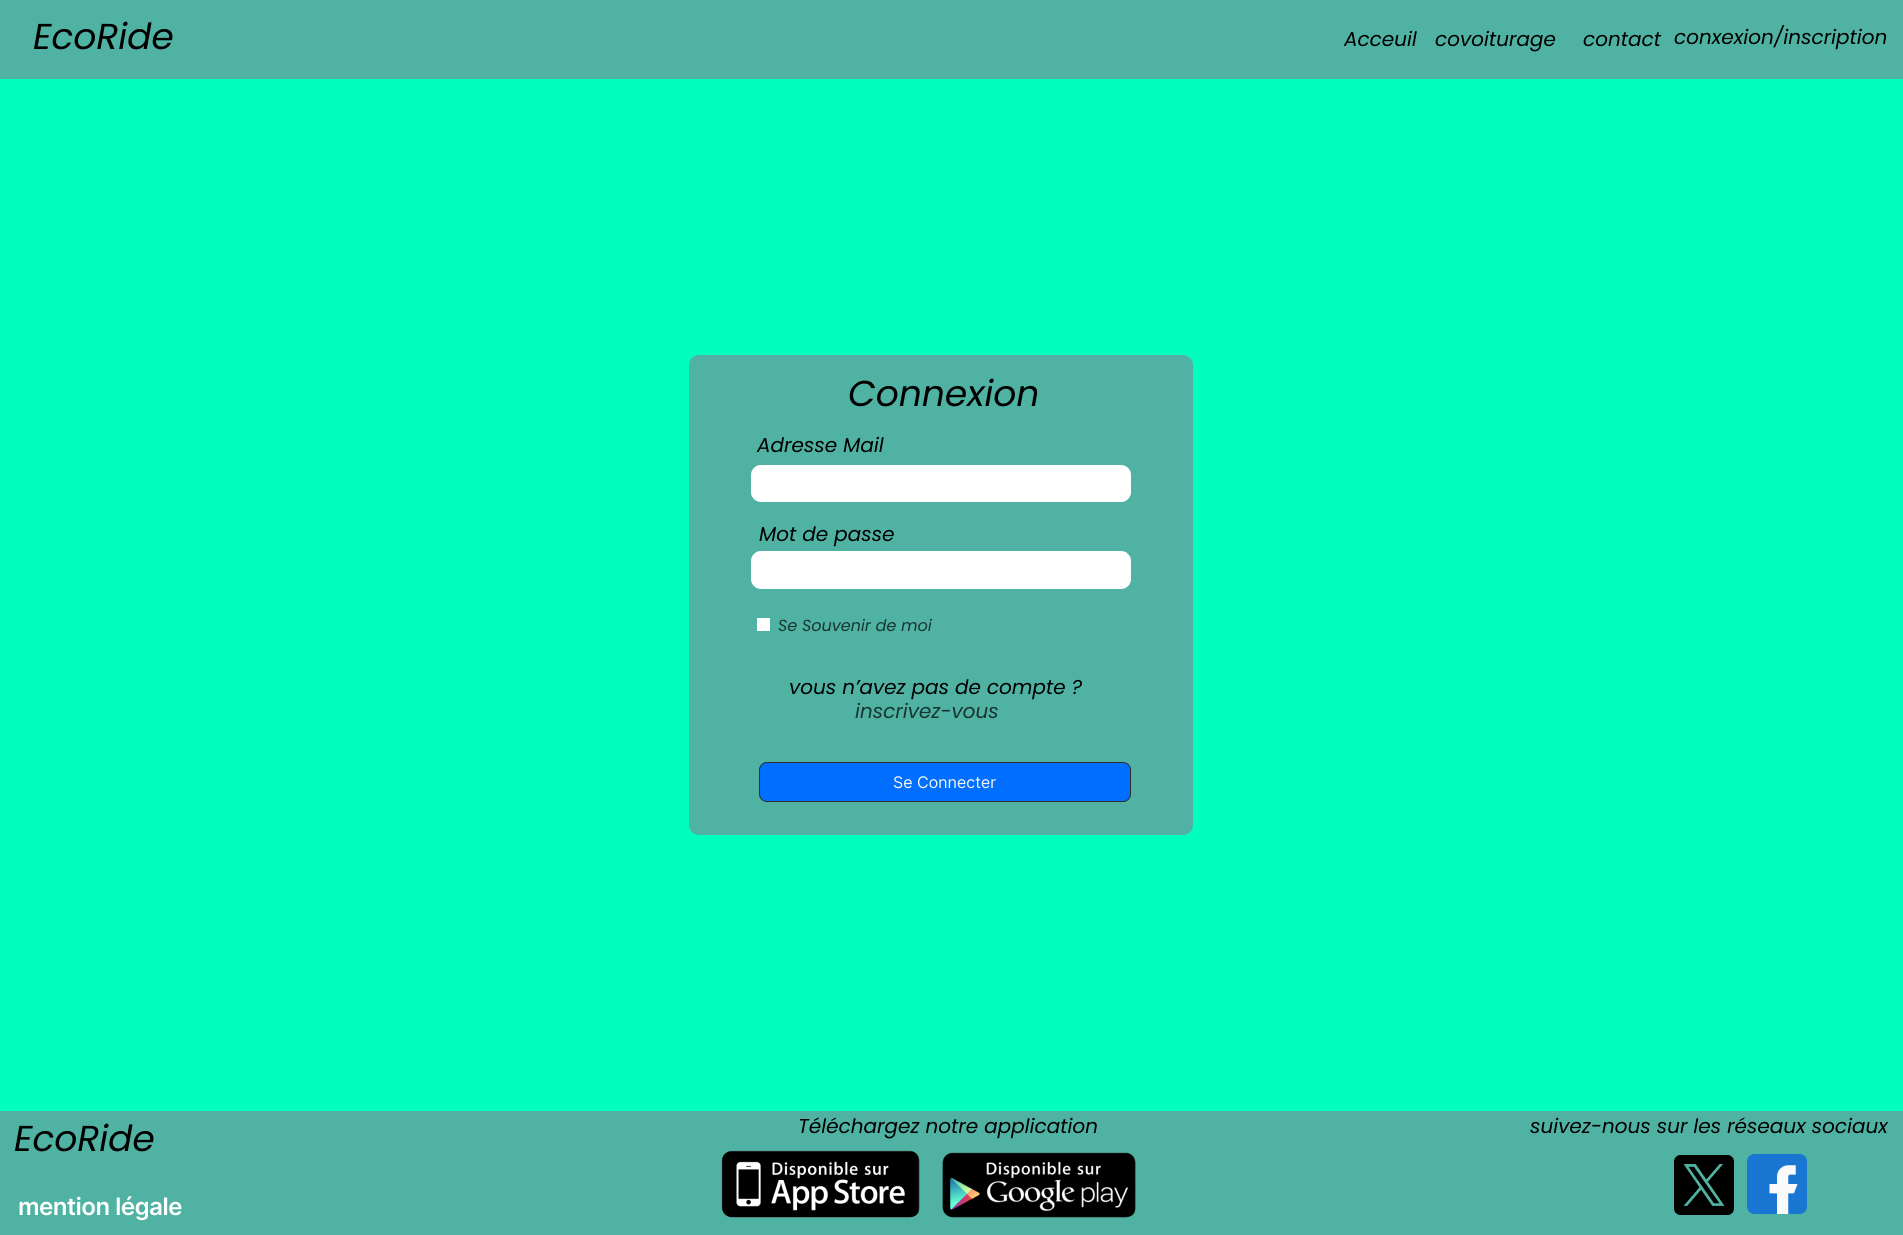 EcoRide
Acceuil covoiturage contact conxexion/inscription
Connexion
Adresse Mail
Mot de passe
Se Souvenir de moi
vous n’avez pas de compte ?
inscrivez-vous
Se Connecter
EcoRide
mention légale
Téléchargez notre application
Disponible sur
App Store
Disponible sur
Google play
suivez-nous sur les réseaux sociaux